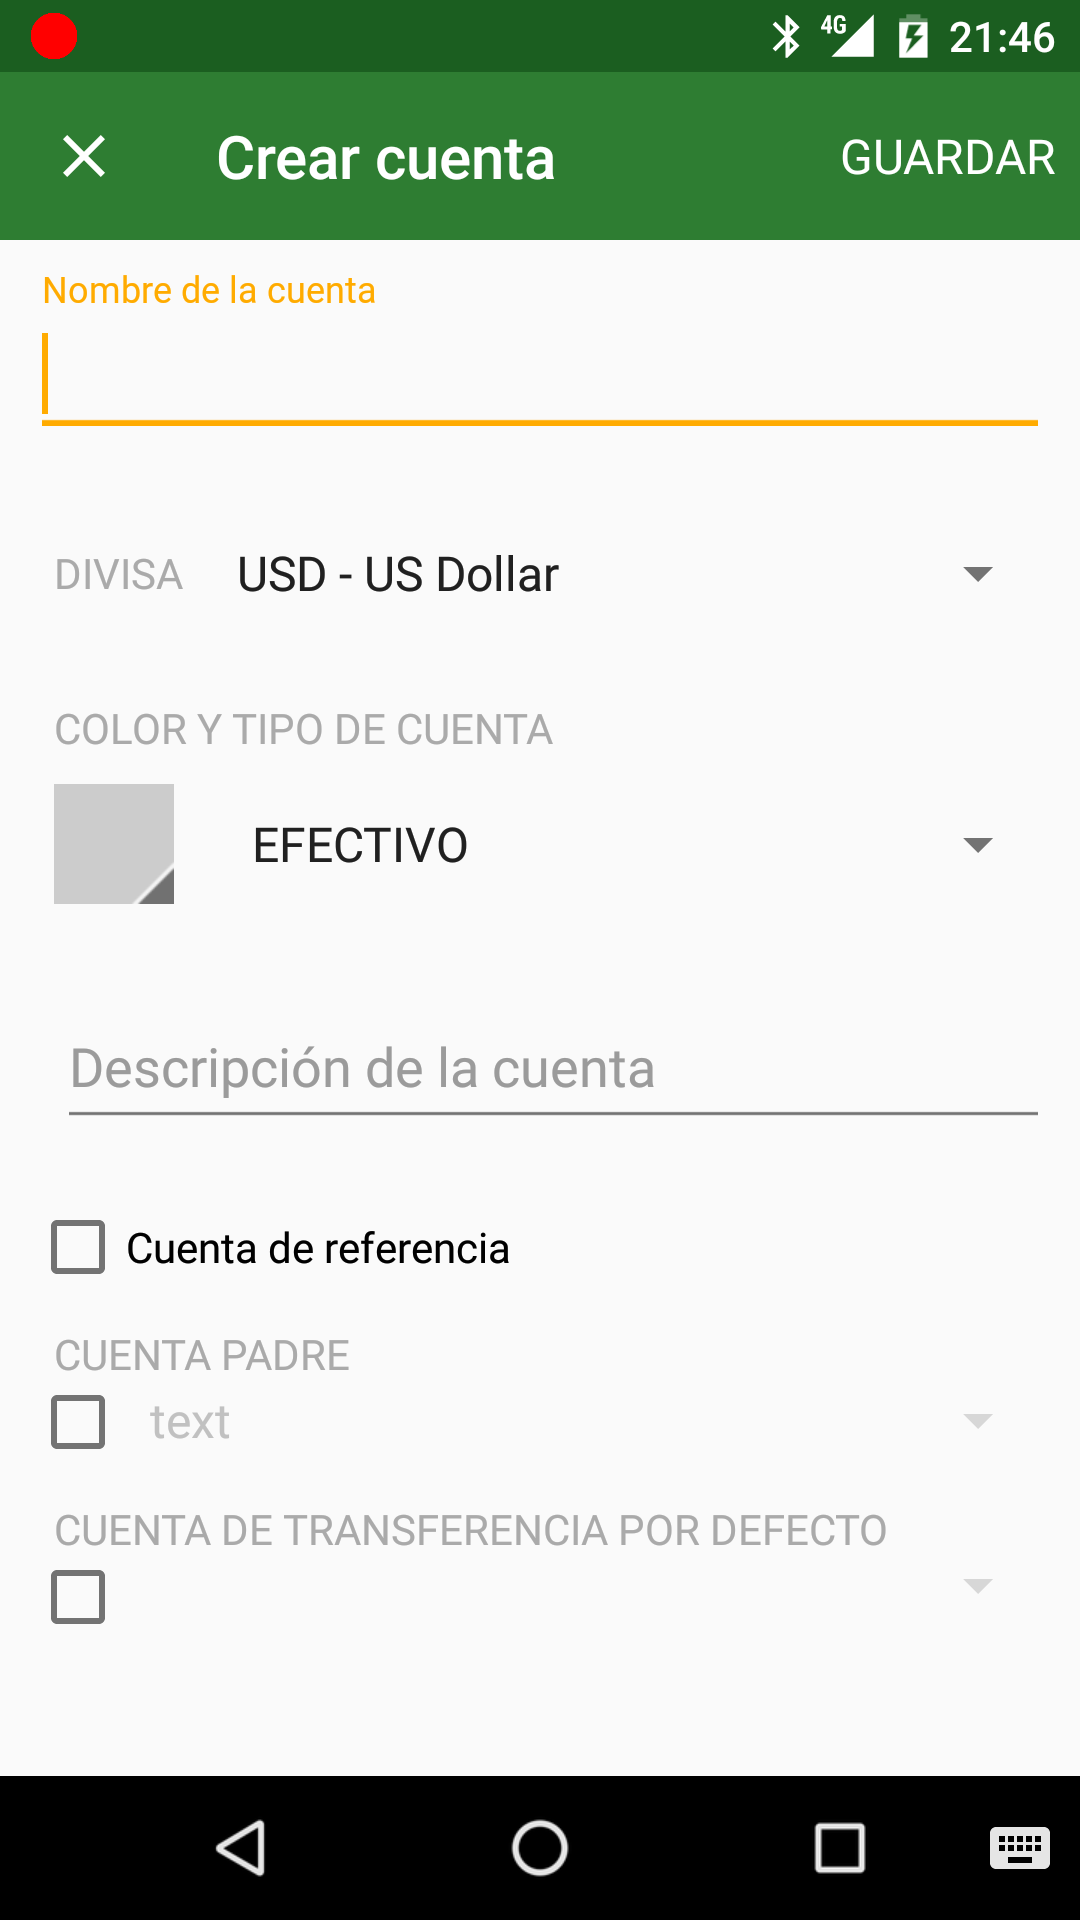 4G 21:46
Crear cuenta GUARDAR
Nombre de la cuenta
DIVISA USD - US Dollar
COLOR Y TIPO DE CUENTA
EFECTIVO
Descripción de la cuenta
Cuenta de referencia
CUENTA PADRE
text
CUENTA DE TRANSFERENCIA POR DEFECTO